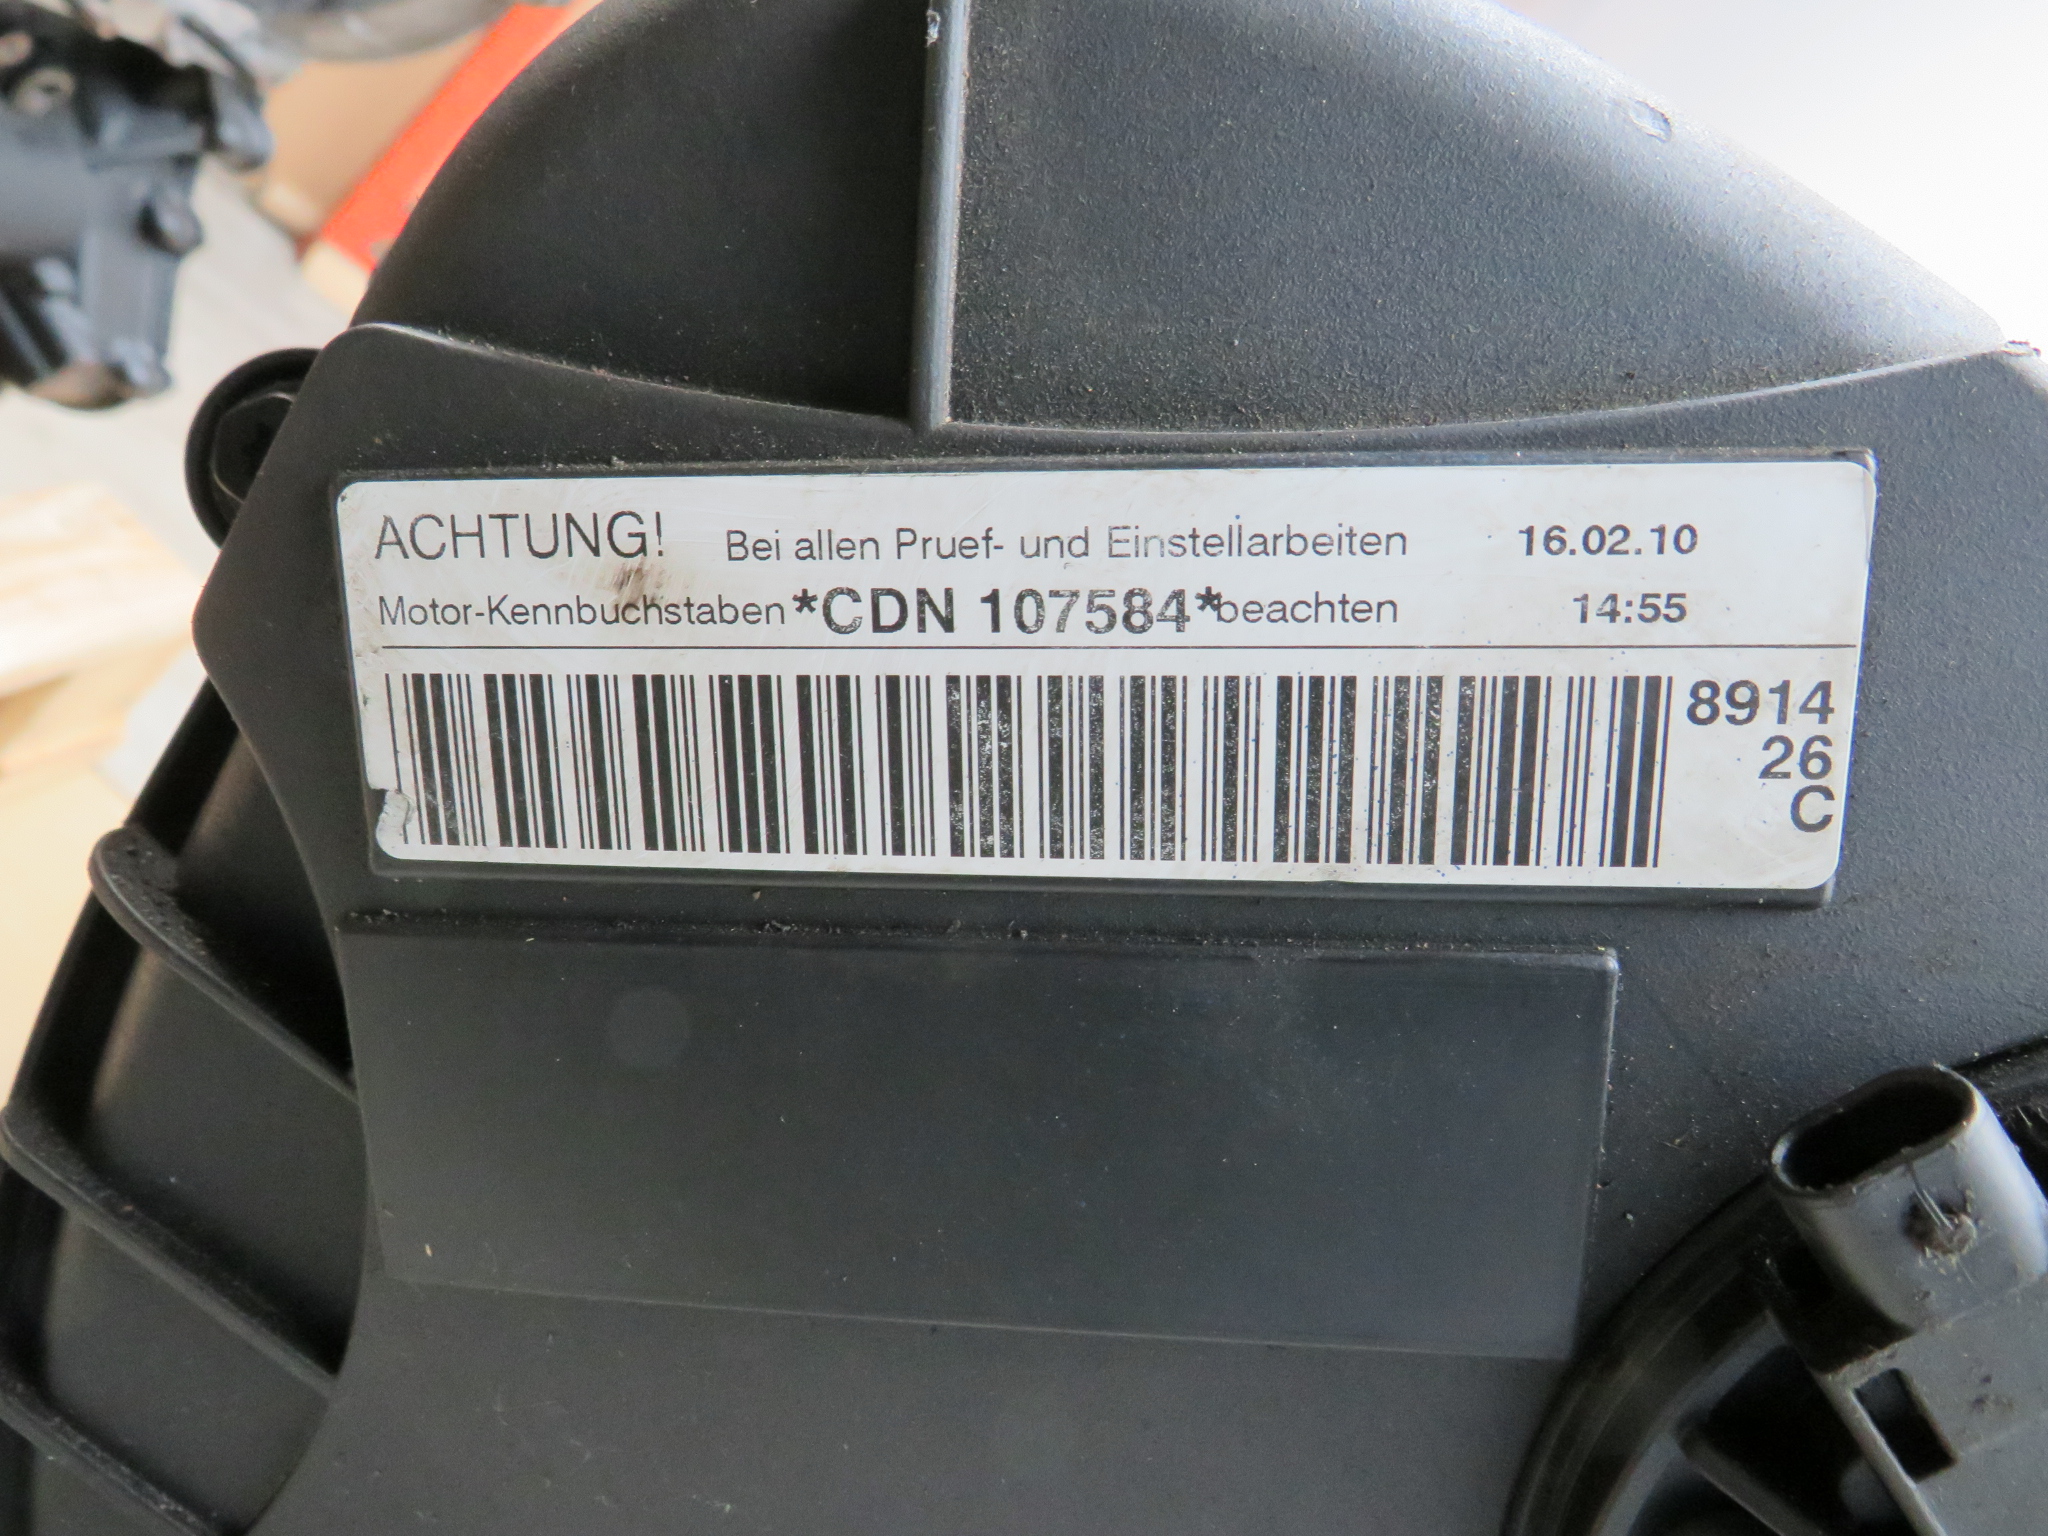 ACHTUNG! Bei allen Pruef- und Einstellarbeiten 16.02.10
Motor-Kennbuchstaben *CDN 107584* beachten 14:55
8914
26
C